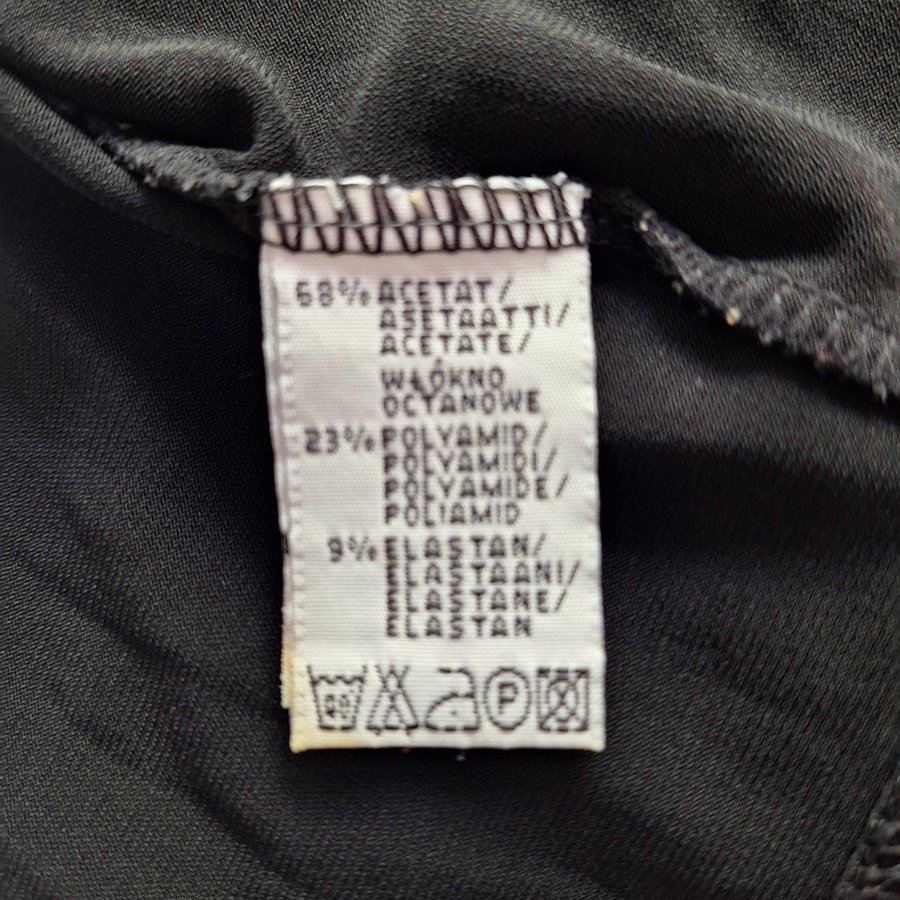 68% ACETAT/
ASETAATTI/
ACETATE/
WŁÓKNO
OCTANOWE
23% POLYAMID/
POLYAMIDI/
POLYAMIDE/
POLIAMID
9% ELASTAN/
ELASTAANI/
ELASTANE/
ELASTAN
P